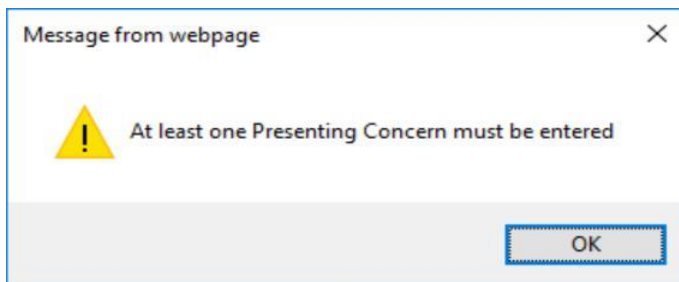 Message from webpage
At least one Presenting Concern must be entered
OK